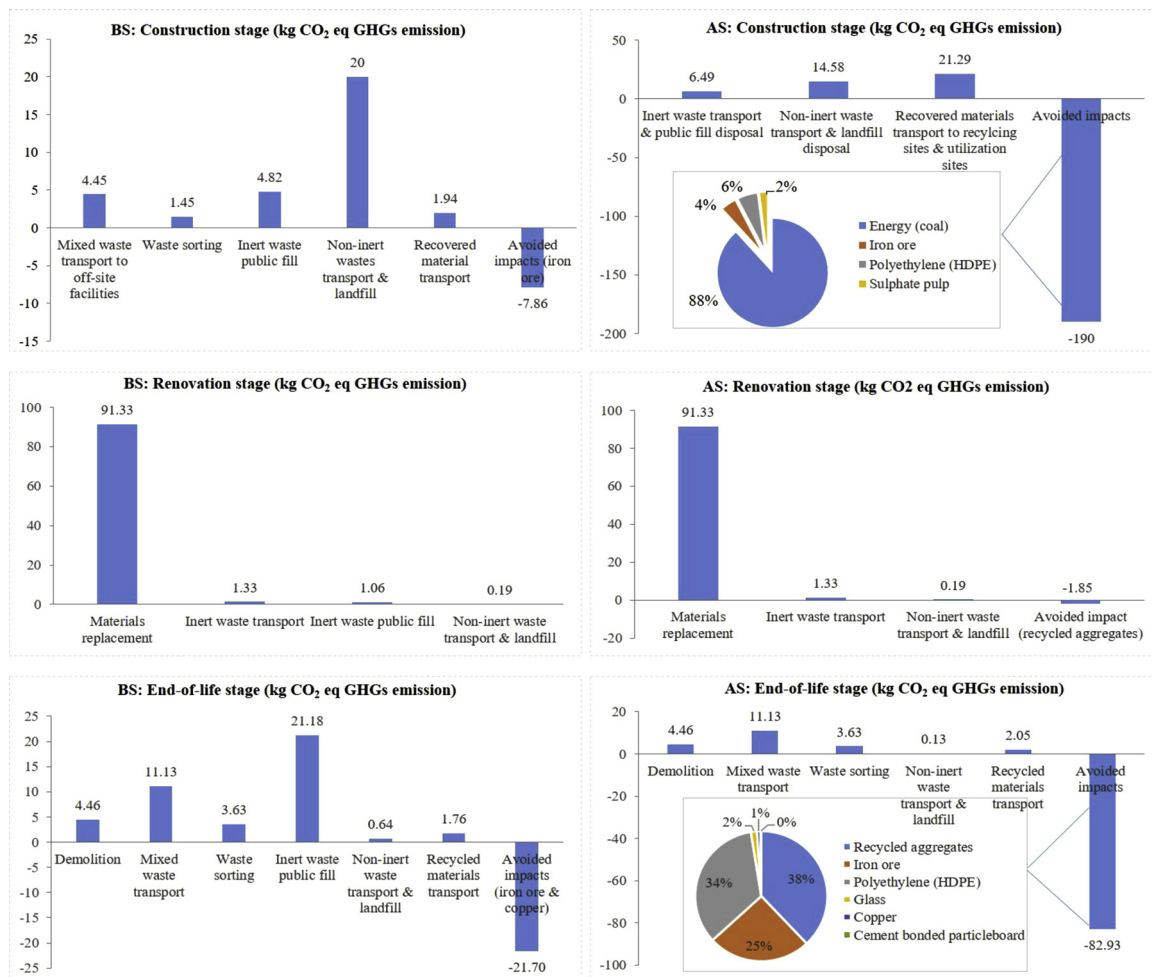 BS: Construction stage (kg CO₂ eq GHGs emission)
25
20
15
10
5
0
-5
-10
-15
4.45
1.45
4.82
20
1.94
-7.86
Mixed waste
transport to
off-site
facilities
Waste sorting
Inert waste
public fill
Non-inert
wastes
transport &
landfill
Recovered
material
transport
Avoided
impacts (iron
ore)
AS: Construction stage (kg CO₂ eq GHGs emission)
50
0
-50
-100
-150
-200
6.49
14.58
21.29
-190
Inert waste transport
& public fill disposal
Non-inert waste
transport & landfill
disposal
Recovered materials
transport to recylcing
sites & utilization
sites
Avoided impacts
88%
4%
6%
2%
Energy (coal)
Iron ore
Polyethylene (HDPE)
Sulphate pulp
BS: Renovation stage (kg CO₂ eq GHGs emission)
100
80
60
40
20
0
91.33
1.33
1.06
0.19
Materials
replacement
Inert waste transport
Inert waste public fill
Non-inert waste
transport & landfill
AS: Renovation stage (kg CO2 eq GHGs emission)
100
80
60
40
20
0
-20
91.33
1.33
0.19
-1.85
Materials
replacement
Inert waste transport
Non-inert waste
transport & landfill
Avoided impact
(recycled aggregates)
BS: End-of-life stage (kg CO₂ eq GHGs emission)
25
20
15
10
5
0
-5
-10
-15
-20
-25
4.46
11.13
3.63
21.18
0.64
1.76
-21.70
Demolition
Mixed
waste
transport
Waste
sorting
Inert waste
public fill
Non-inert
waste
transport &
landfill
Recycled
materials
transport
Avoided
impacts
(iron ore &
copper)
AS: End-of-life stage (kg CO₂ eq GHGs emission)
20
0
-20
-40
-60
-80
-100
4.46
11.13
3.63
0.13
2.05
-82.93
Demolition
Mixed waste
transport
Waste sorting
Non-inert
waste
transport &
landfill
Recycled
materials
transport
Avoided
impacts
38%
25%
34%
2%
1%
0%
Recycled aggregates
Iron ore
Polyethylene (HDPE)
Glass
Copper
Cement bonded particleboard